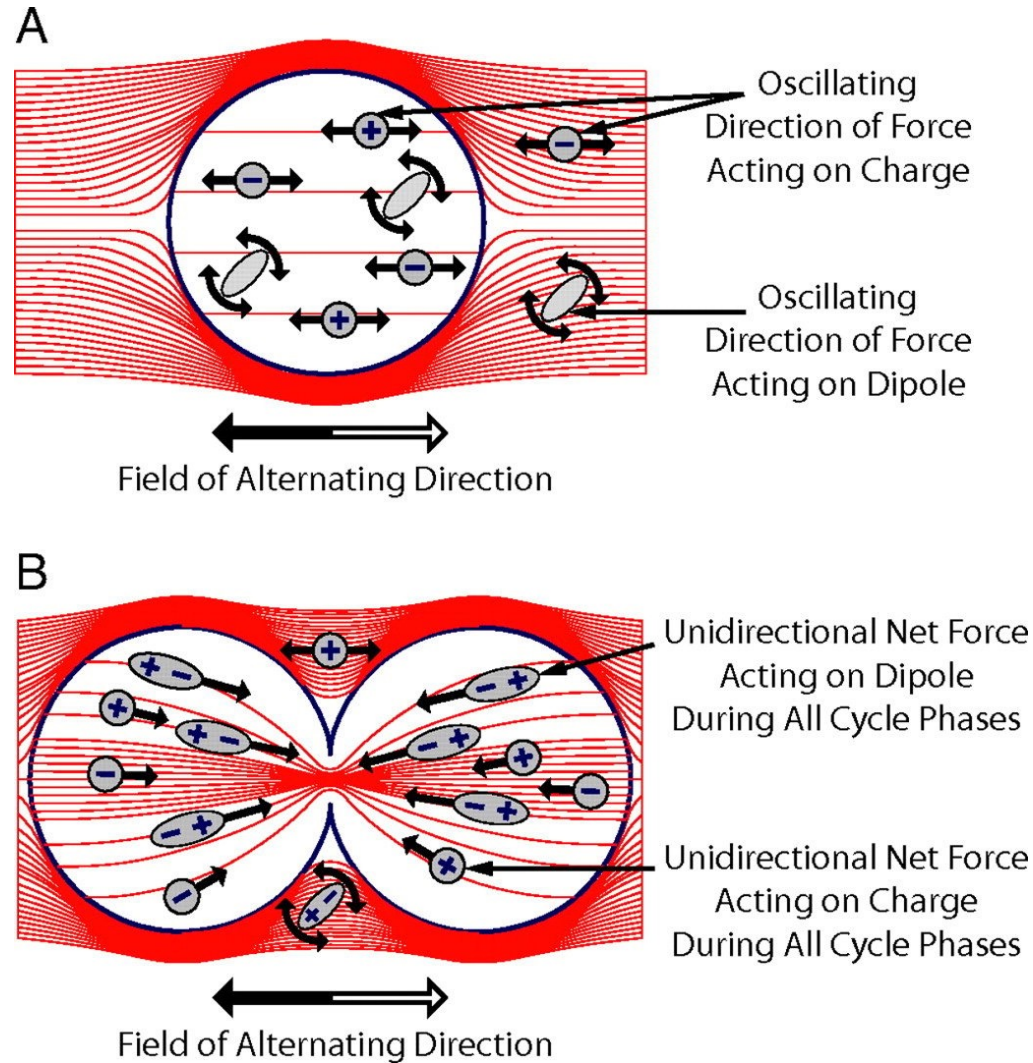 A
Oscillating
Direction of Force
Acting on Charge
+
−
−
−
+
Oscillating
Direction of Force
Acting on Dipole
Field of Alternating Direction
B
+
Unidirectional Net Force
Acting on Dipole
During All Cycle Phases
+ −
− +
+
+ −
− +
+
−
−
− +
− +
+
−
+ −
Unidirectional Net Force
Acting on Charge
During All Cycle Phases
Field of Alternating Direction